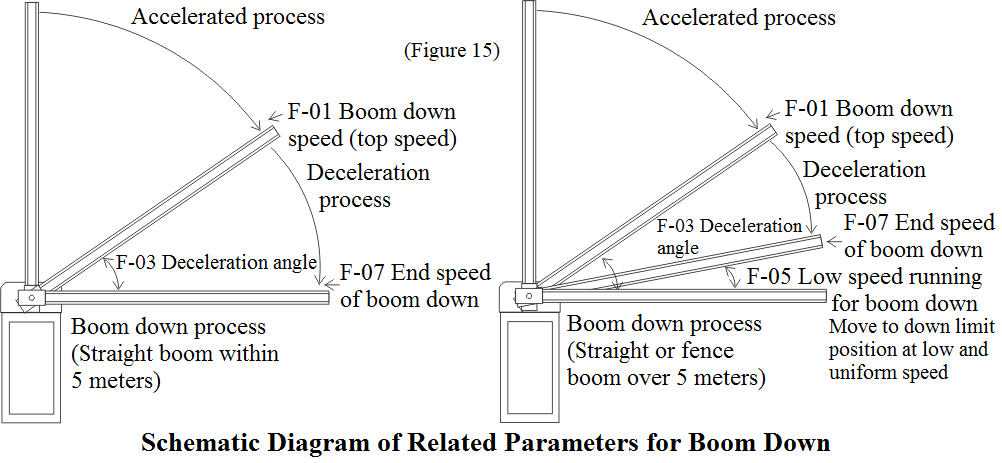 Accelerated process
(Figure 15)
F-01 Boom down
speed (top speed)
Deceleration
process
F-03 Deceleration angle
F-07 End speed
of boom down
Boom down process
(Straight boom within
5 meters)
Accelerated process
F-01 Boom down
speed (top speed)
Deceleration
process
F-03 Deceleration
angle
F-07 End speed
of boom down
F-05 Low speed running
for boom down
Move to down limit
position at low and
uniform speed
Boom down process
(Straight or fence
boom over 5 meters)
Schematic Diagram of Related Parameters for Boom Down